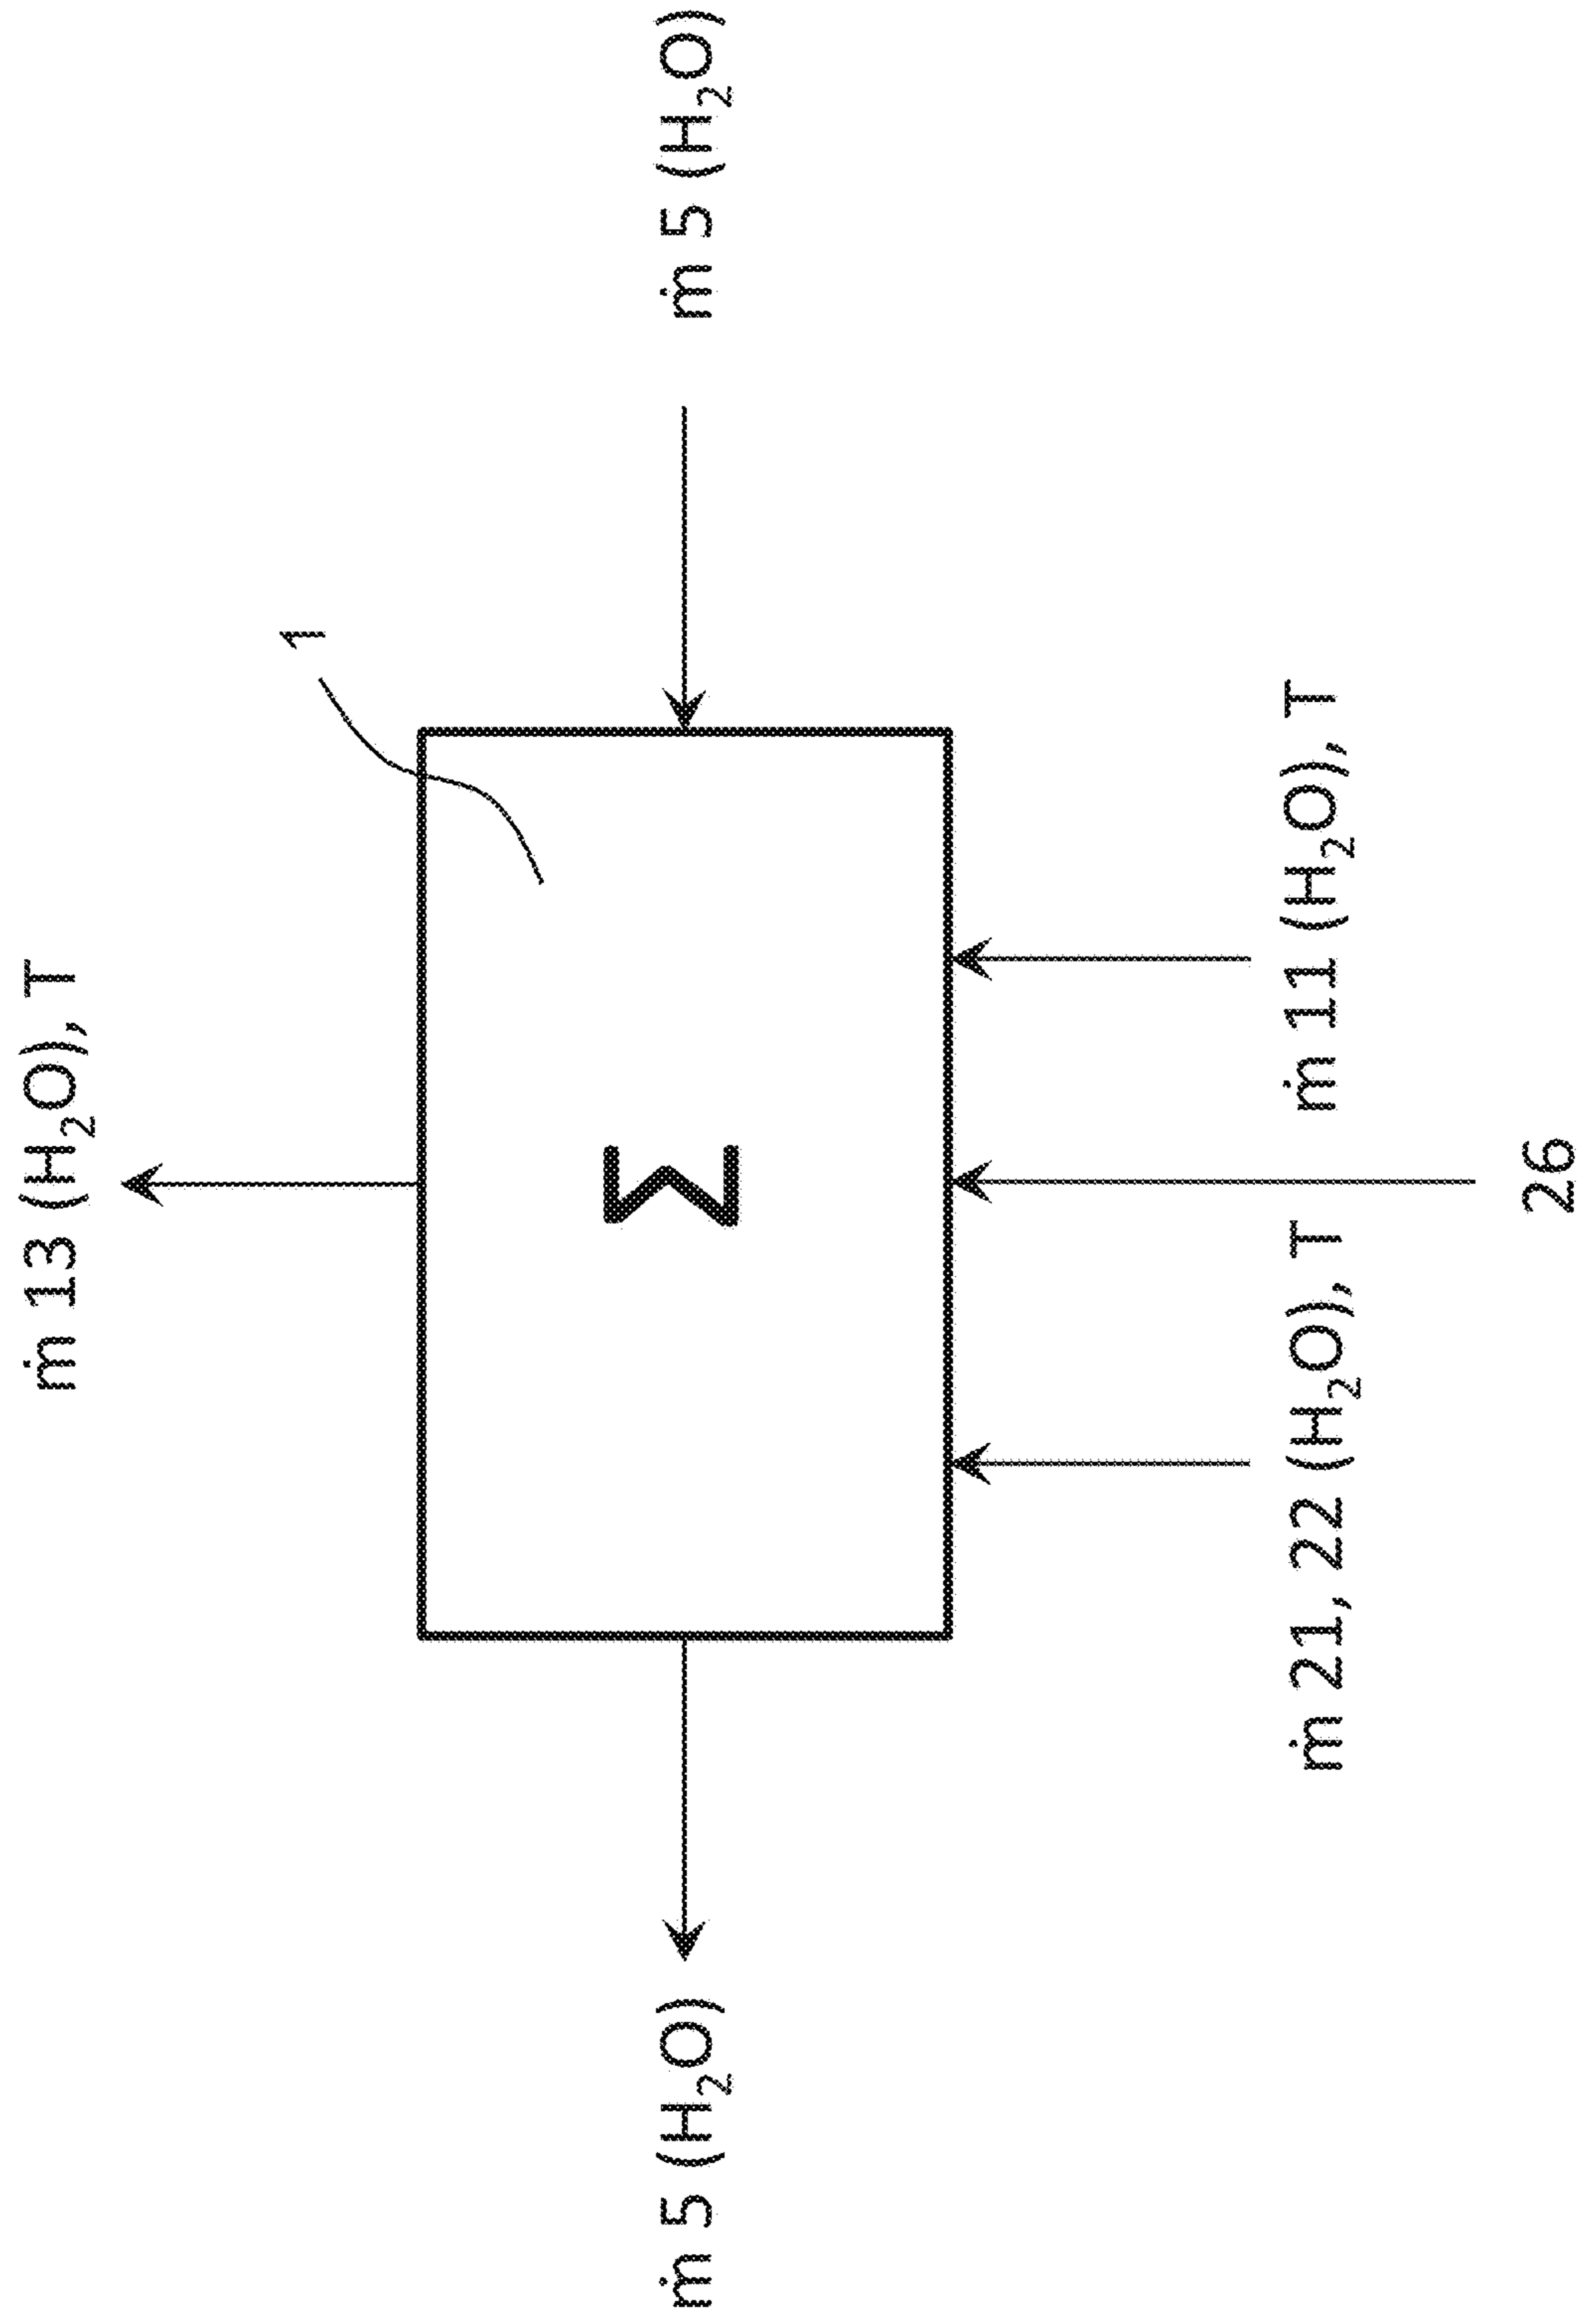 ṁ 13 (H₂O), T
1
ṁ 5 (H₂O)
Σ
ṁ 5 (H₂O)
ṁ 21, 22 (H₂O), T
ṁ 11 (H₂O), T
26